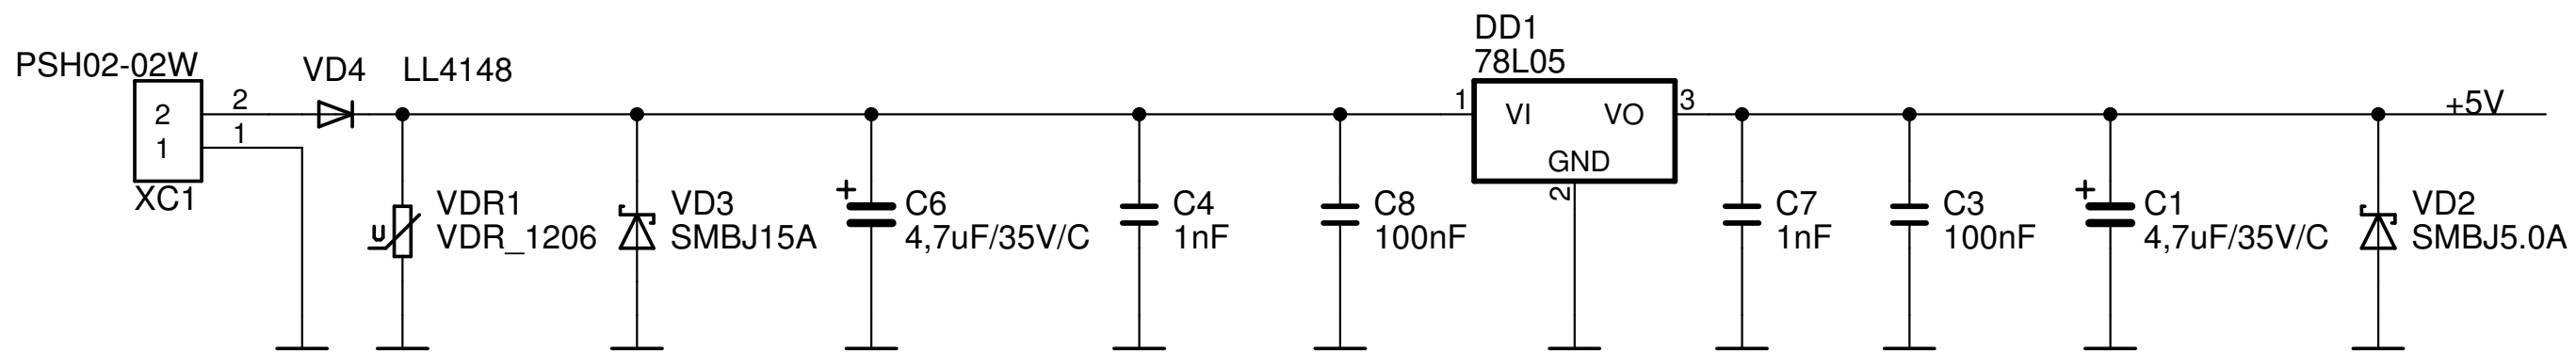 PSH02-02W
2
1
XC1
2
1
VD4 LL4148
U
VDR1
VDR_1206
VD3
SMBJ15A
+
C6
4,7uF/35V/C
C4
1nF
C8
100nF
DD1
78L05
1
VI VO
GND
2
3
C7
1nF
C3
100nF
+
C1
4,7uF/35V/C
+5V
VD2
SMBJ5.0A